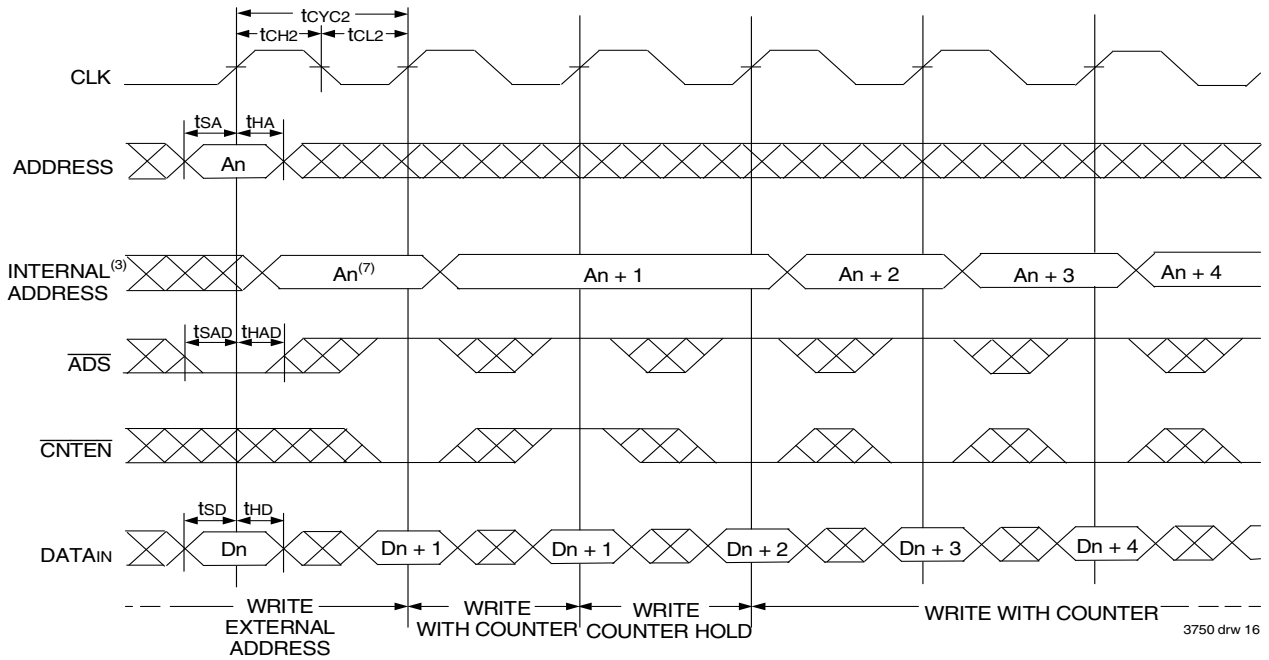 tCYC2
tCH2 tCL2
CLK
tSA tHA
ADDRESS An
INTERNAL(3) ADDRESS An(7) An + 1 An + 2 An + 3 An + 4
tSAD tHAD
ADS
CNTEN
tSD tHD
DATAIN Dn Dn + 1 Dn + 1 Dn + 2 Dn + 3 Dn + 4
WRITE EXTERNAL ADDRESS
WRITE WITH COUNTER
WRITE COUNTER HOLD
WRITE WITH COUNTER
3750 drw 16